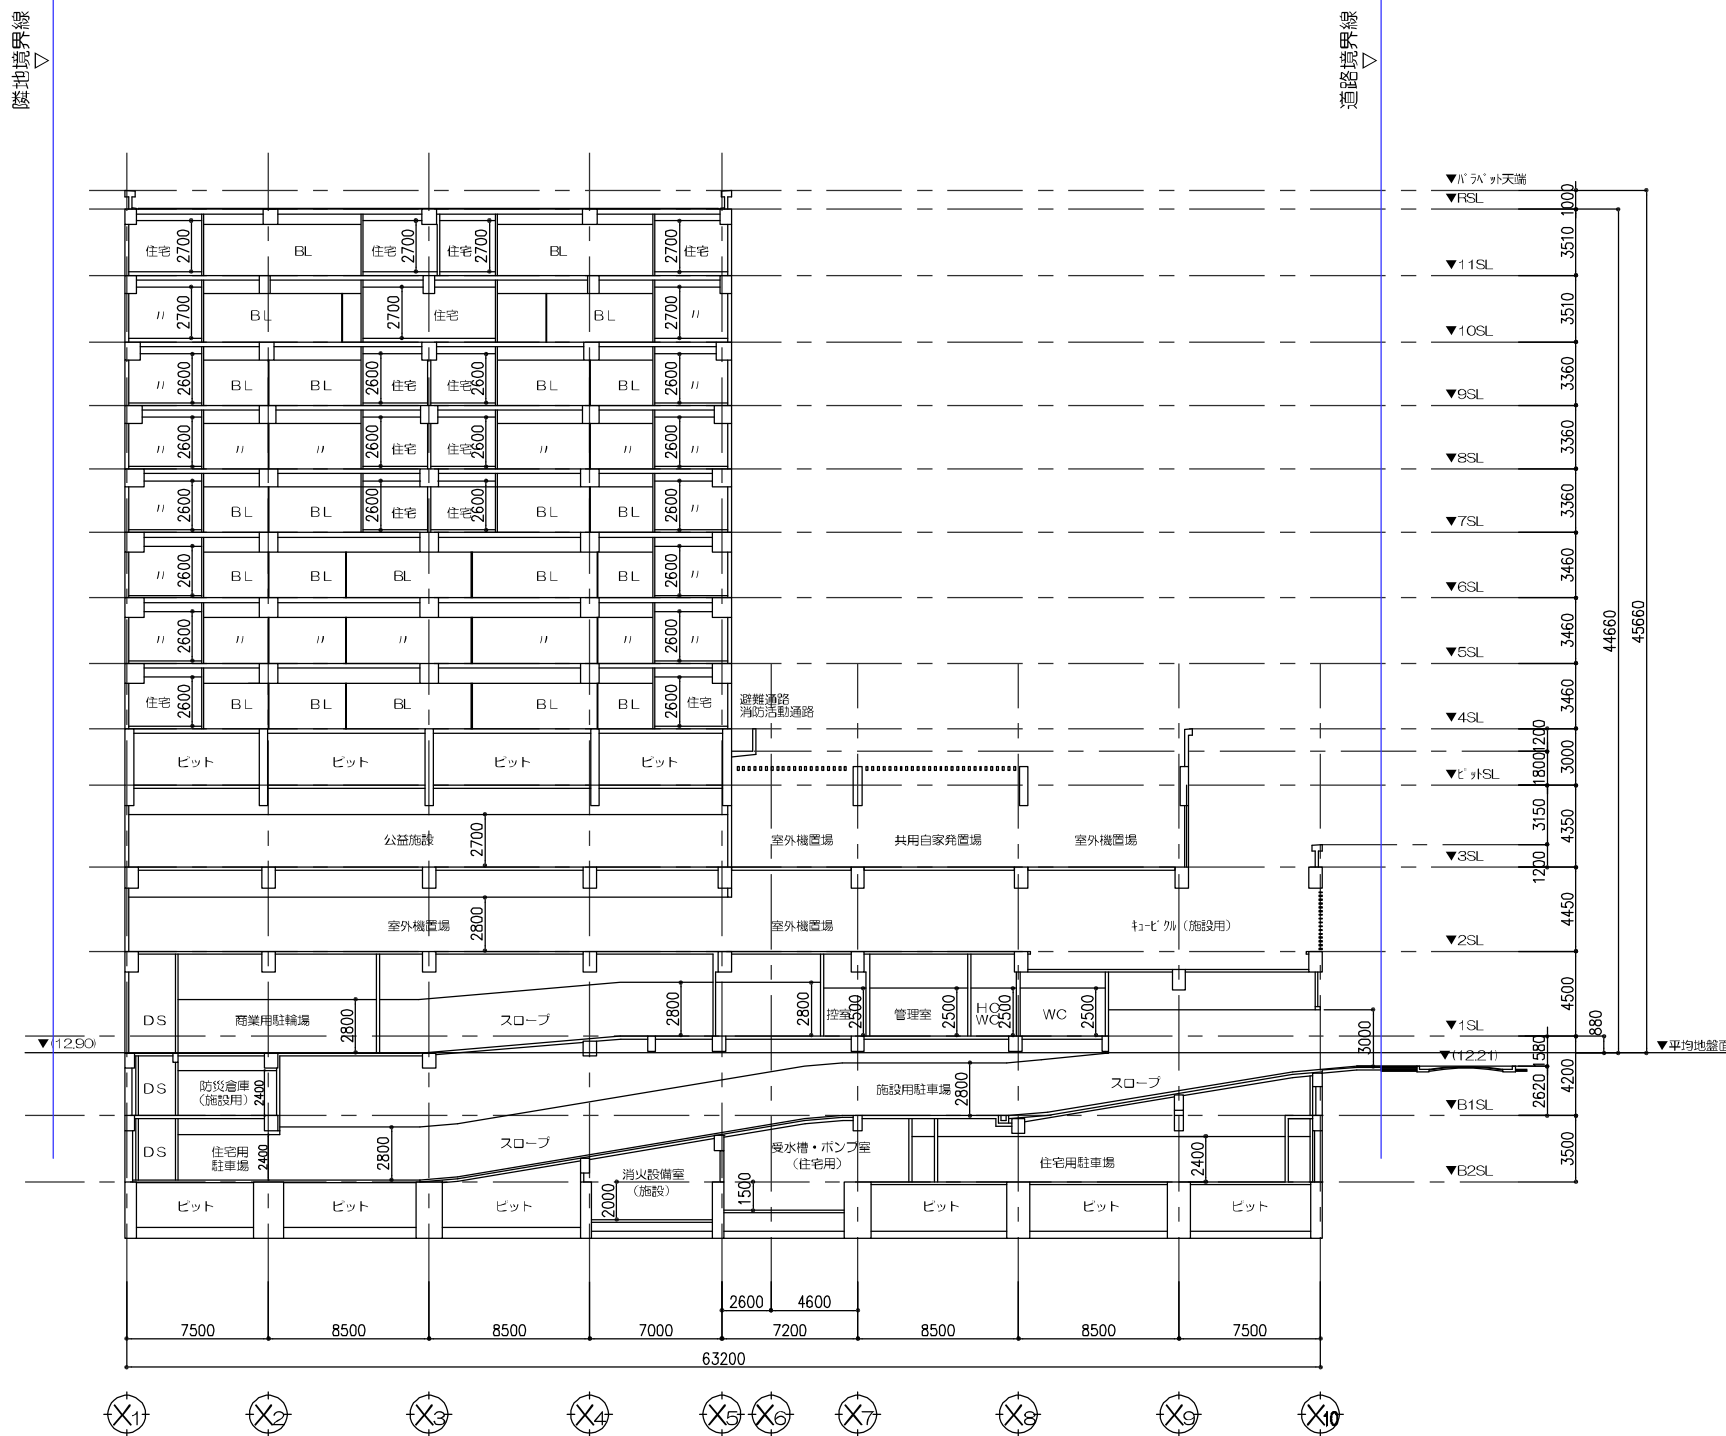 隣地境界線
道路境界線
▼パラペット天端
▼RSL
1000
住宅 2700 BL 住宅 2700 住宅 2700 BL 2700 住宅
3510
▼11SL
〃 2700 BL 2700 住宅 BL 2700 〃
3510
▼10SL
〃 2600 BL BL 2600 住宅 住宅 2600 BL BL 2600 〃
3360
▼9SL
〃 2600 〃 〃 2600 住宅 住宅 2600 〃 〃 2600 〃
3360
▼8SL
〃 2600 BL BL 2600 住宅 住宅 2600 BL BL 2600 〃
3360
▼7SL
〃 2600 BL BL BL BL BL 2600 〃
3460
▼6SL
〃 2600 〃 〃 〃 〃 〃 2600 〃
3460
44660
45660
▼5SL
住宅 2600 BL BL BL BL BL 2600 住宅
避難通路
消防活動通路
3460
▼4SL
ピット ピット ピット ピット
1200
1800
3000
▼ピットSL
公益施設 2700 室外機置場 共用自家発置場 室外機置場
3150
4350
▼3SL
1200
室外機置場 2800 室外機置場 キュービクル（施設用）
4450
▼2SL
DS 商業用駐輪場 2800 スロープ 2800 2800 控室 2500 管理室 2500 HC WC 2500 WC 2500
4500
▼1SL
880
3000
▼(12.90)
▼平均地盤面
▼(12.21)
1580
DS 防災倉庫
（施設用） 2400
施設用駐車場 2800 スロープ
2620
4200
▼B1SL
DS 住宅用
駐車場 2400 2800 スロープ
消火設備室
（施設）
2000
受水槽・ポンプ室
（住宅用）
1500
住宅用駐車場 2400
3500
▼B2SL
ピット ピット ピット ピット ピット ピット
2600 4600
7500 8500 8500 7000 7200 8500 8500 7500
63200
X1 X2 X3 X4 X5 X6 X7 X8 X9 X10